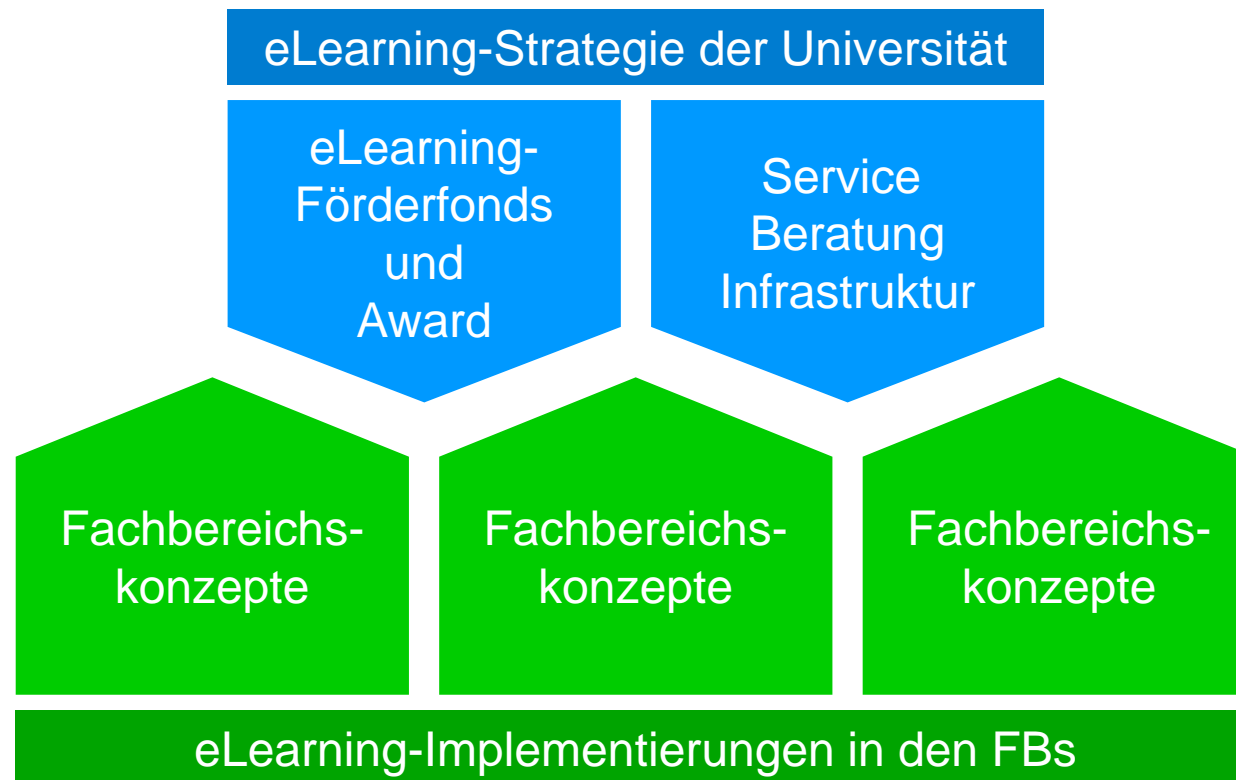 eLearning-Strategie der Universität
eLearning-
Förderfonds
und
Award
Service
Beratung
Infrastruktur
Fachbereichs-
konzepte
Fachbereichs-
konzepte
Fachbereichs-
konzepte
eLearning-Implementierungen in den FBs